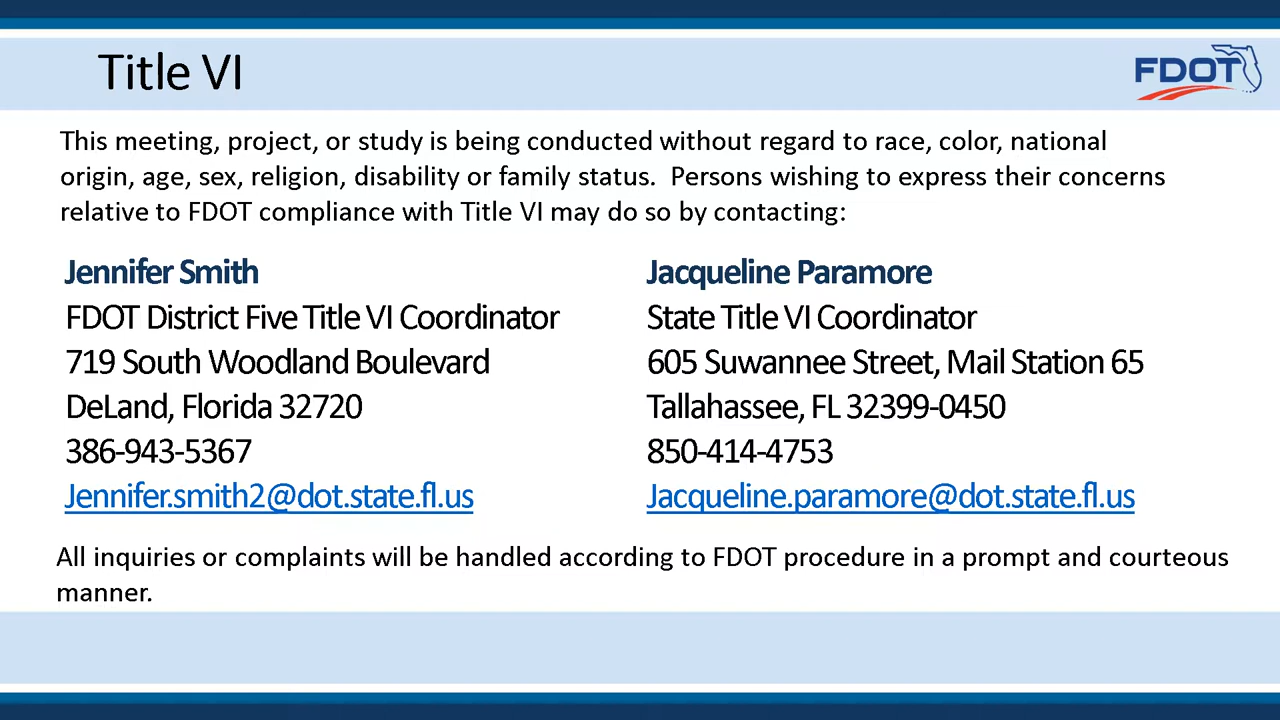 Title VI
FDOT
This meeting, project, or study is being conducted without regard to race, color, national
origin, age, sex, religion, disability or family status.  Persons wishing to express their concerns
relative to FDOT compliance with Title VI may do so by contacting:
Jennifer Smith
FDOT District Five Title VI Coordinator
719 South Woodland Boulevard
DeLand, Florida 32720
386-943-5367
Jennifer.smith2@dot.state.fl.us
Jacqueline Paramore
State Title VI Coordinator
605 Suwannee Street, Mail Station 65
Tallahassee, FL 32399-0450
850-414-4753
Jacqueline.paramore@dot.state.fl.us
All inquiries or complaints will be handled according to FDOT procedure in a prompt and courteous
manner.